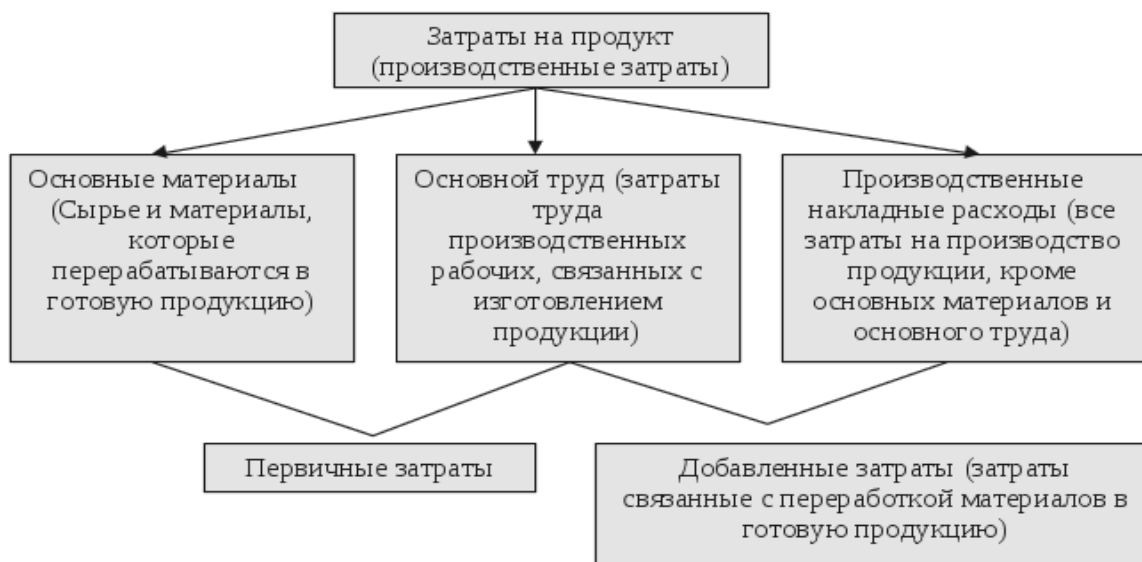 Затраты на продукт
(производственные затраты)
Основные материалы
(Сырье и материалы,
которые
перерабатываются в
готовую продукцию)
Основной труд (затраты
труда
производственных
рабочих, связанных с
изготовлением
продукции)
Производственные
накладные расходы (все
затраты на производство
продукции, кроме
основных материалов и
основного труда)
Первичные затраты
Добавленные затраты (затраты
связанные с переработкой материалов в
готовую продукцию)